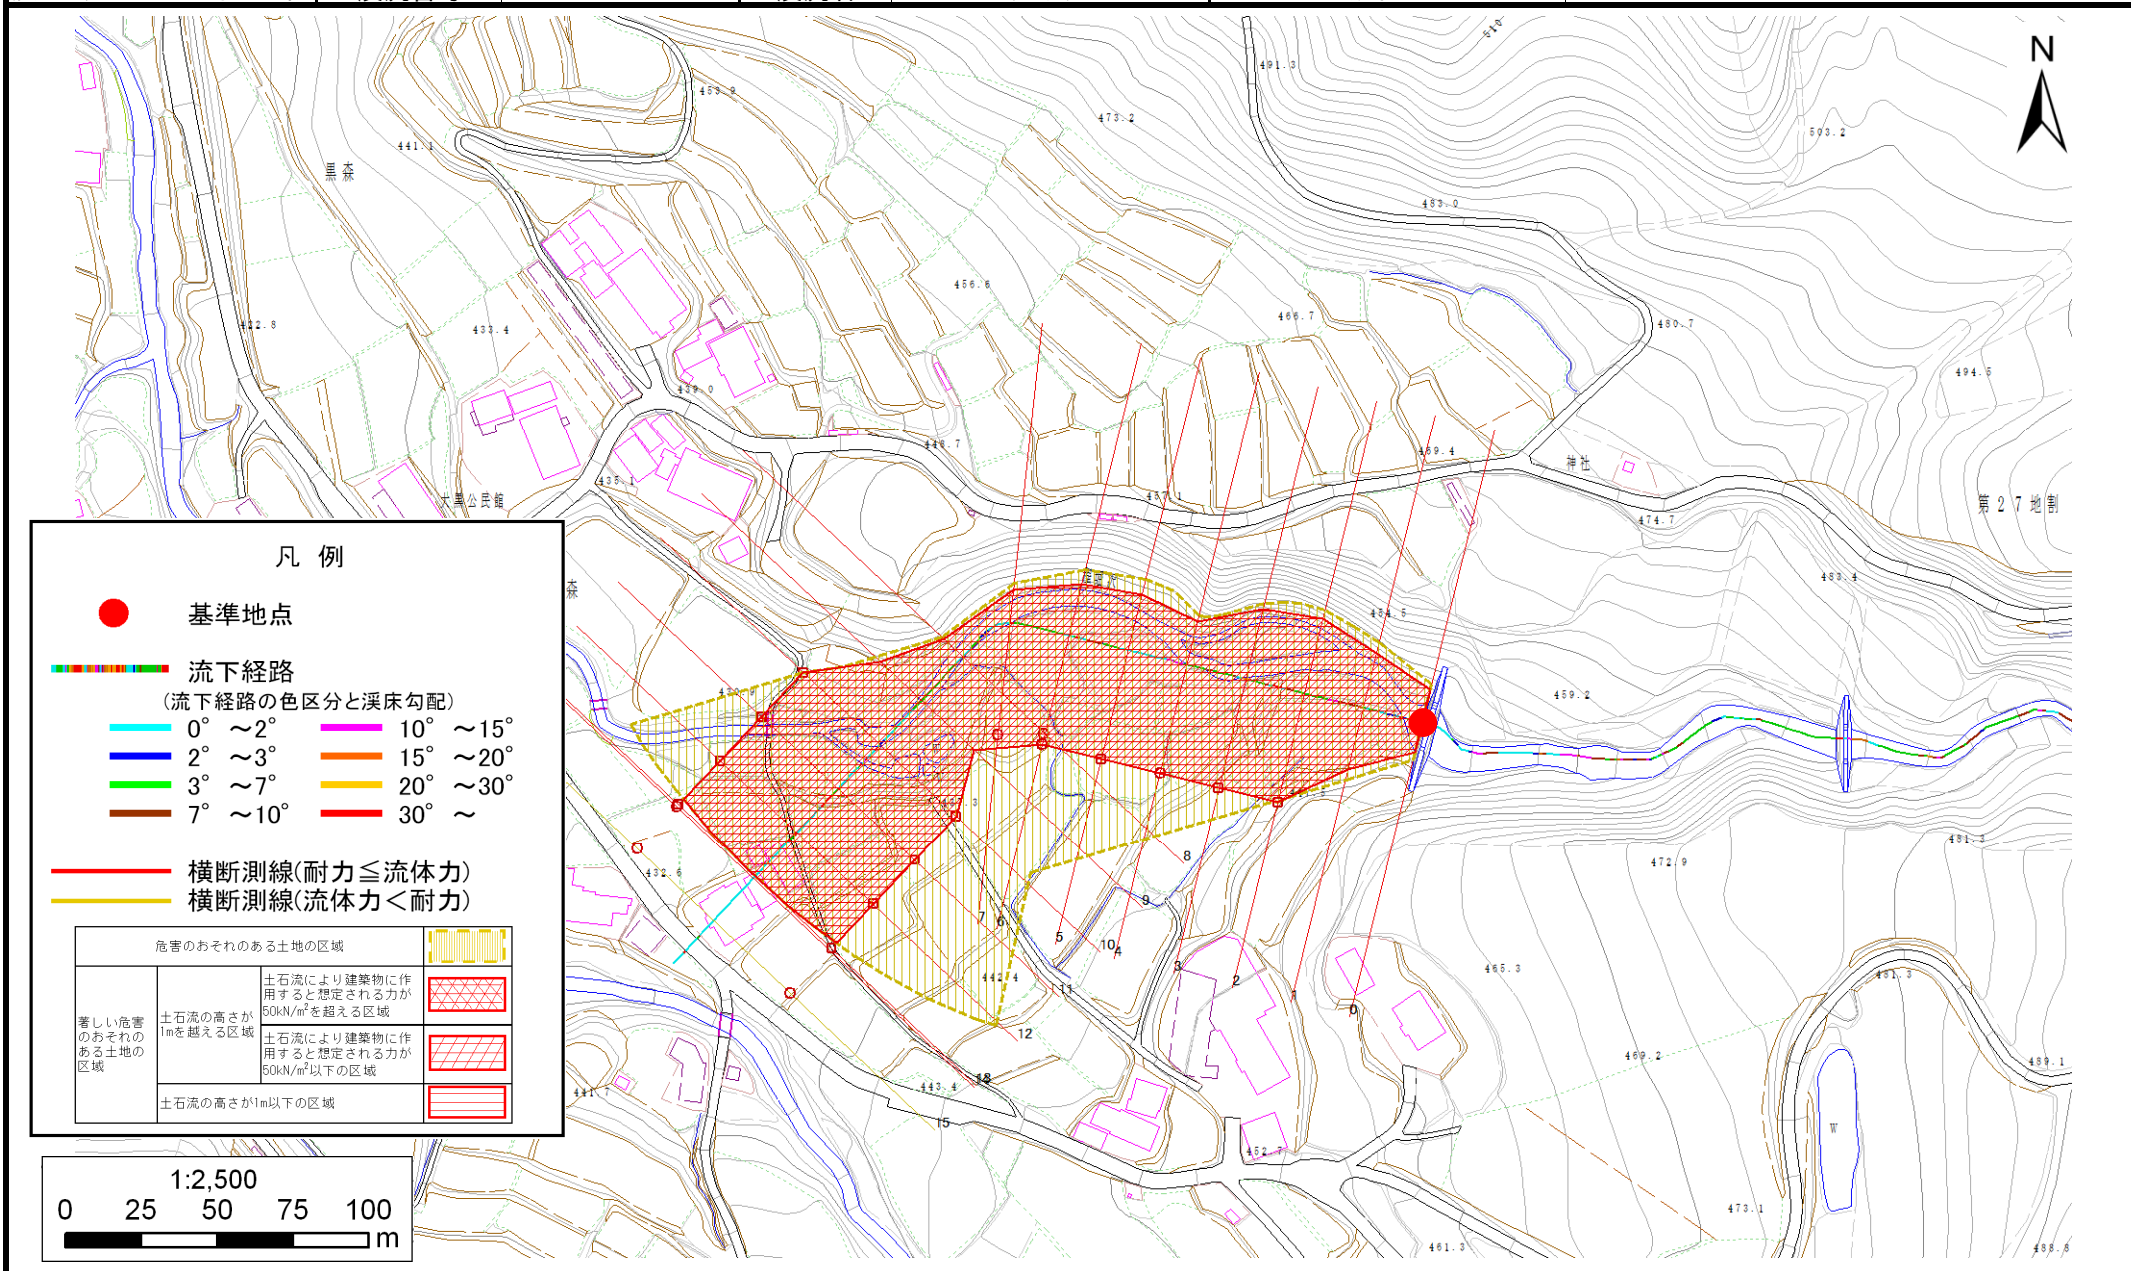 N
510
491.3
453.9
473.2
503.2
441.1
黒森
483.0
456.6
422.8
433.4
466.7
480.7
494.5
439.0
448.7
469.4
神社
435.1
大黒公民館
457.1
474.7
第27地割
森
483.4
454.5
459.2
432.6
481.3
472.9
8
9
7
6
5
10
4
3
2
1
0
442.4
11
12
465.3
481.3
469.2
489.1
443.4
15
441.7
452.7
W
473.1
461.3
488.8
凡 例
基準地点
流下経路
(流下経路の色区分と渓床勾配)
0° ～2° 10° ～15°
2° ～3° 15° ～20°
3° ～7° 20° ～30°
7° ～10° 30° ～
横断測線(耐力≦流体力)
横断測線(流体力＜耐力)
危害のおそれのある土地の区域
著しい危害
のおそれの
ある土地の
区域
土石流の高さが
1mを越える区域
土石流により建築物に作
用すると想定される力が
50kN/m²を超える区域
土石流により建築物に作
用すると想定される力が
50kN/m²以下の区域
土石流の高さが1m以下の区域
1:2,500
0 25 50 75 100
m